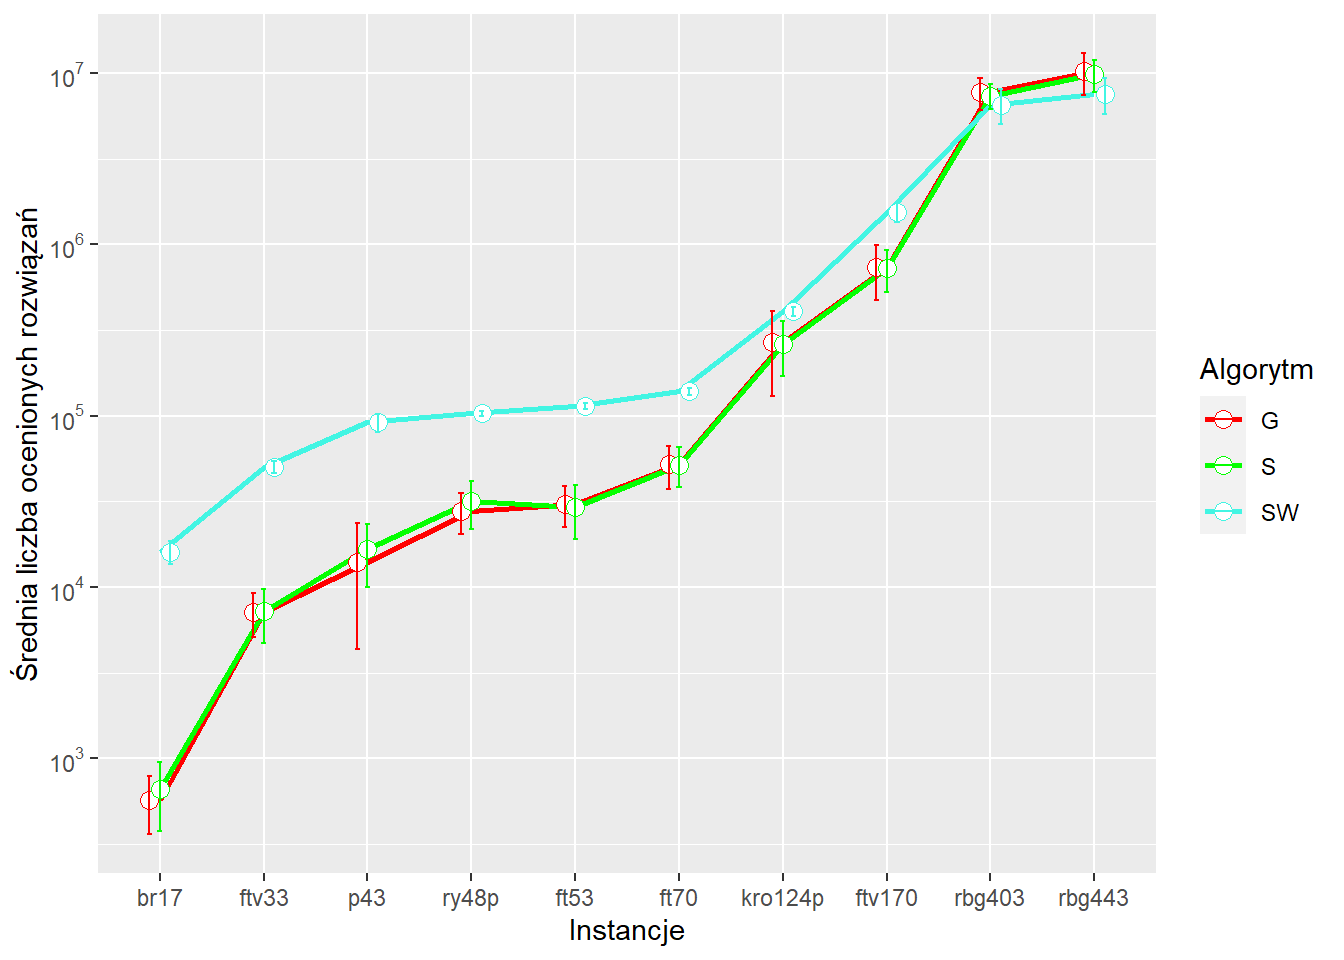 10^7
10^6
10^5
10^4
10^3
Średnia liczba ocenionych rozwiązań
br17 ftv33 p43 ry48p ft53 ft70 kro124p ftv170 rbg403 rbg443
Instancje
Algorytm
G
S
SW